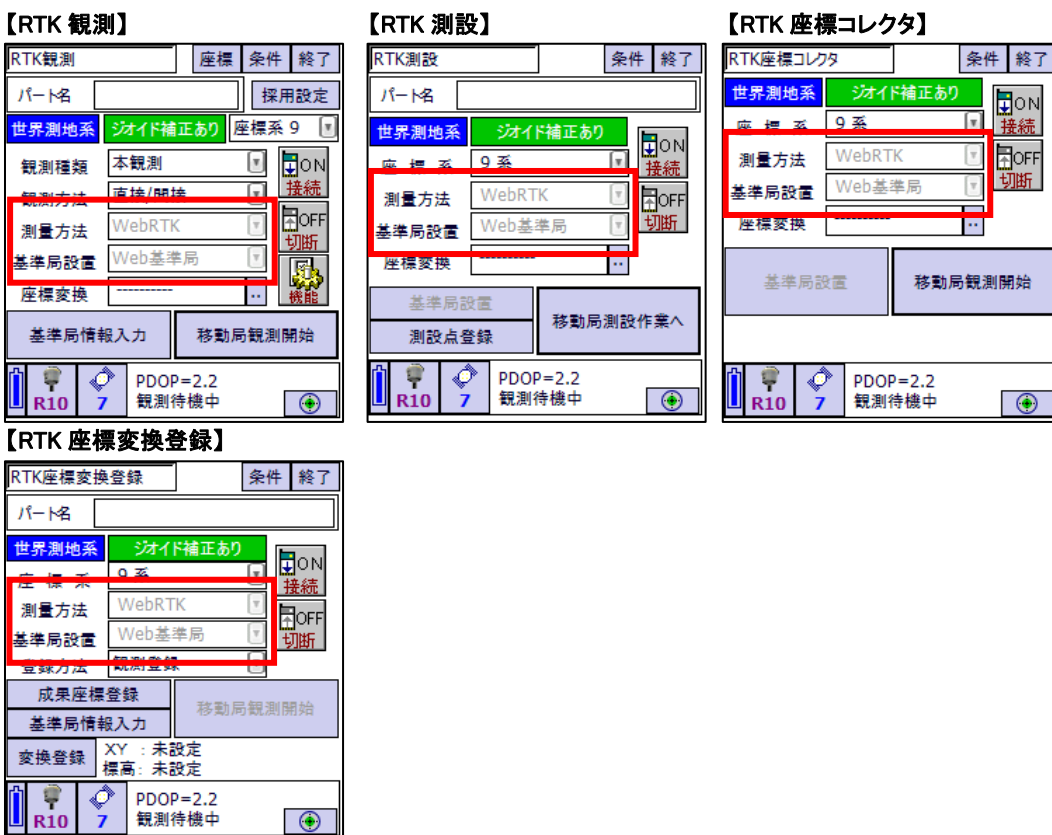 【RTK 観測】
RTK観測 座標 条件 終了
パート名 採用設定
世界測地系 ジオイド補正あり 座標系 9
観測種類 本観測 ON 接続
観測方法 直接/間接
測量方法 WebRTK OFF 切断
基準局設置 Web基準局
座標変換 ---------- .. 機能
基準局情報入力 移動局観測開始
R10 7 PDOP=2.2
観測待機中
【RTK 測設】
RTK測設 条件 終了
パート名
世界測地系 ジオイド補正あり
座 標 系 9 系 ON 接続
測量方法 WebRTK OFF 切断
基準局設置 Web基準局
座標変換 ---------- ..
基準局設置
測設点登録 移動局測設作業へ
R10 7 PDOP=2.2
観測待機中
【RTK 座標コレクタ】
RTK座標コレクタ 条件 終了
世界測地系 ジオイド補正あり
座 標 系 9 系 ON 接続
測量方法 WebRTK OFF 切断
基準局設置 Web基準局
座標変換 ---------- ..
基準局設置 移動局観測開始
R10 7 PDOP=2.2
観測待機中
【RTK 座標変換登録】
RTK座標変換登録 条件 終了
パート名
世界測地系 ジオイド補正あり
座 標 系 9 系 ON 接続
測量方法 WebRTK OFF 切断
基準局設置 Web基準局
登録方法 観測登録
成果座標登録 移動局観測開始
基準局情報入力
変換登録 XY : 未設定
標高: 未設定
R10 7 PDOP=2.2
観測待機中